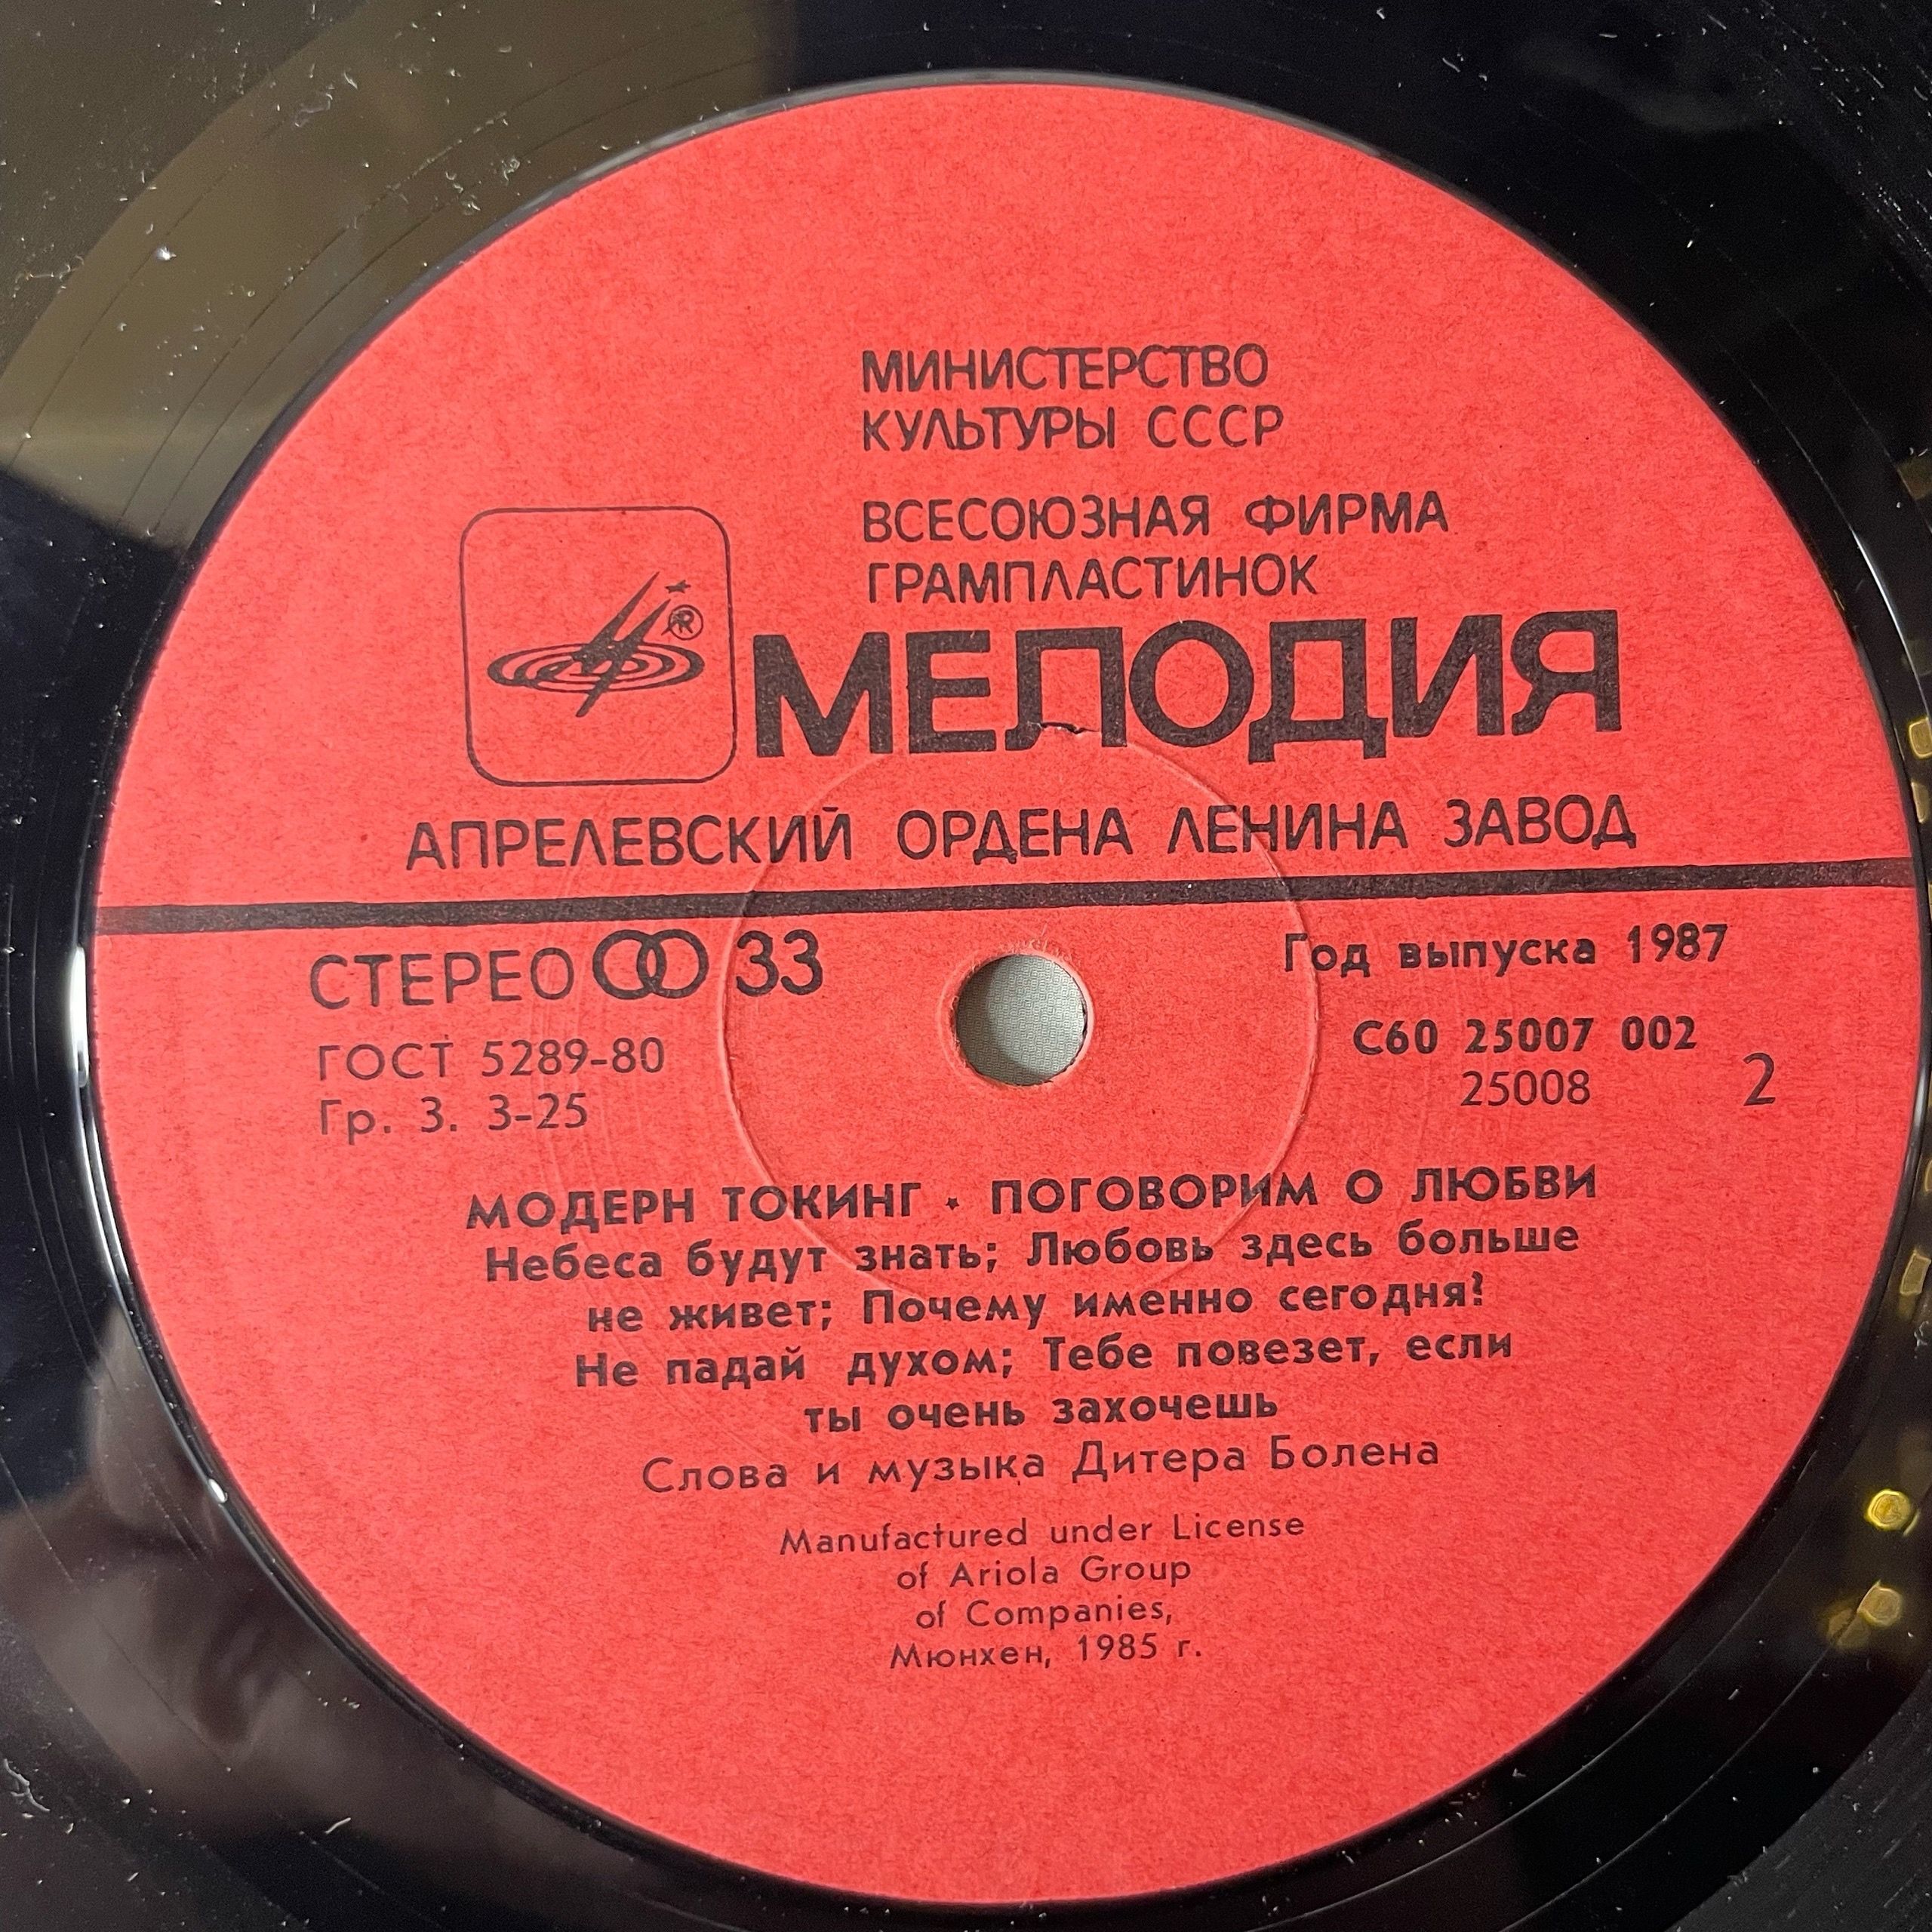 МИНИСТЕРСТВО
КУЛЬТУРЫ СССР
ВСЕСОЮЗНАЯ ФИРМА
ГРАМПЛАСТИНОК
®
МЕЛОДИЯ
АПРЕЛЕВСКИЙ ОРДЕНА ЛЕНИНА ЗАВОД
СТЕРЕО 33
Год выпуска 1987
ГОСТ 5289-80
Гр. 3. 3-25
С60 25007 002
25008
2
МОДЕРН ТОКИНГ · ПОГОВОРИМ О ЛЮБВИ
Небеса будут знать; Любовь здесь больше
не живет; Почему именно сегодня?
Не падай духом; Тебе повезет, если
ты очень захочешь
Слова и музыка Дитера Болена
Manufactured under License
of Ariola Group
of Companies,
Мюнхен, 1985 г.